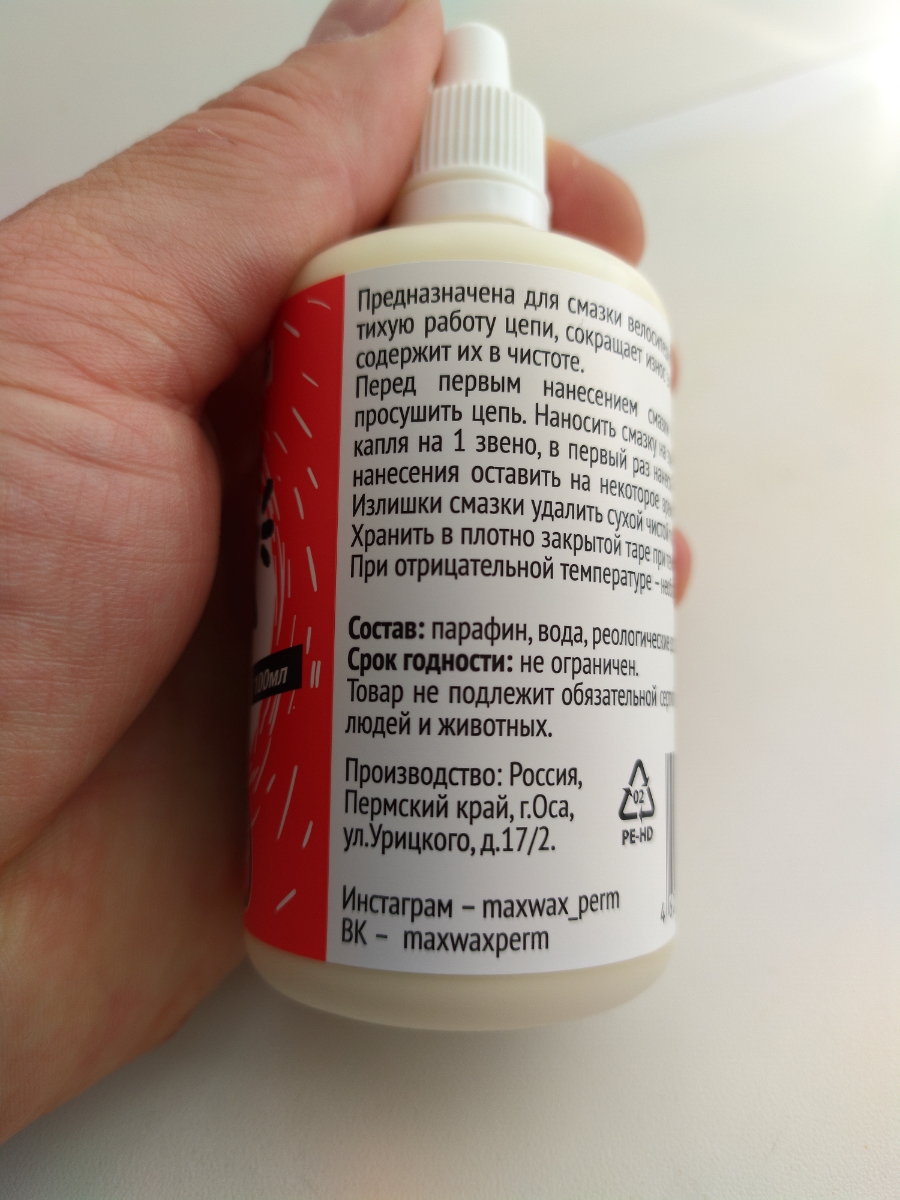 Предназначена для смазки
тихую работу цепи, сокращает износ
содержит их в чистоте.
Перед первым нанесением
просушить цепь. Наносить смазку на
капля на 1 звено, в первый раз
нанесения оставить на некоторое
Излишки смазки удалить сухой чистой
Хранить в плотно закрытой таре при
При отрицательной температуре –
Состав: парафин, вода, реологические
Срок годности: не ограничен.
Товар не подлежит обязательной
людей и животных.
100мл
Производство: Россия,
Пермский край, г.Оса,
ул.Урицкого, д.17/2.
02
PE-HD
Инстаграм – maxwax_perm
ВК – maxwaxperm